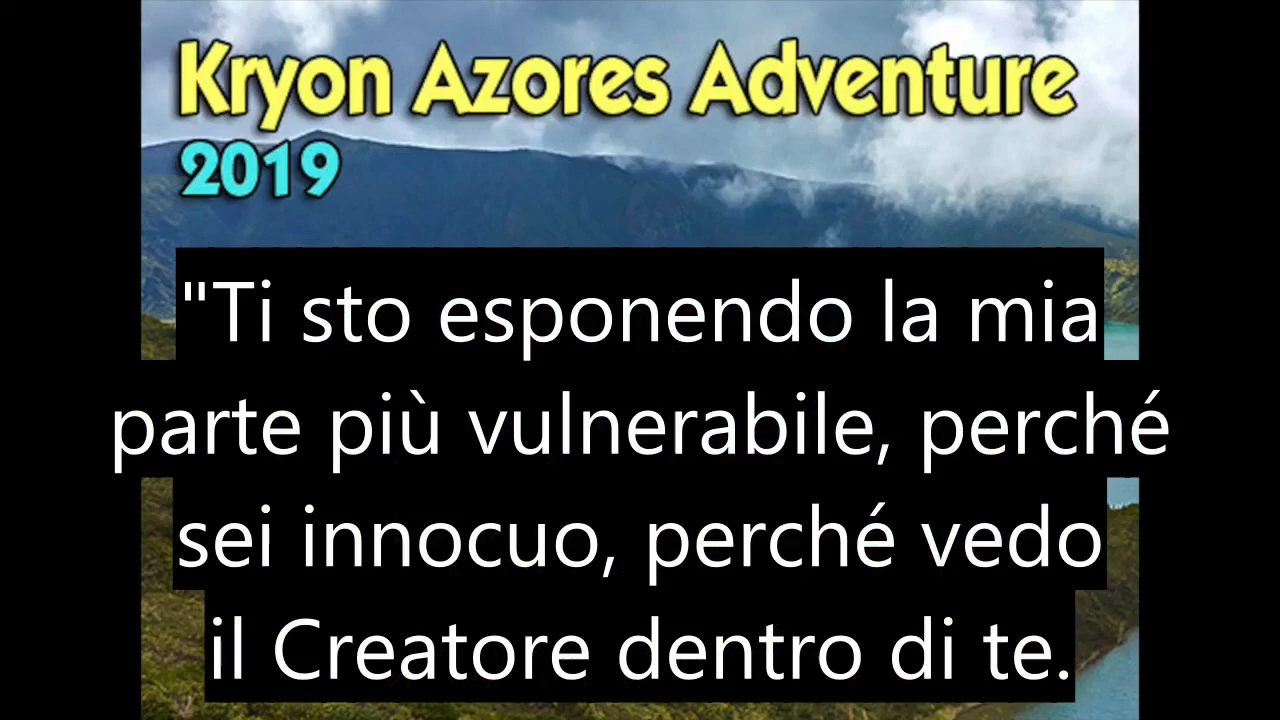 Kryon Azores Adventure
2019
"Ti sto esponendo la mia
parte più vulnerabile, perché
sei innocuo, perché vedo
il Creatore dentro di te.